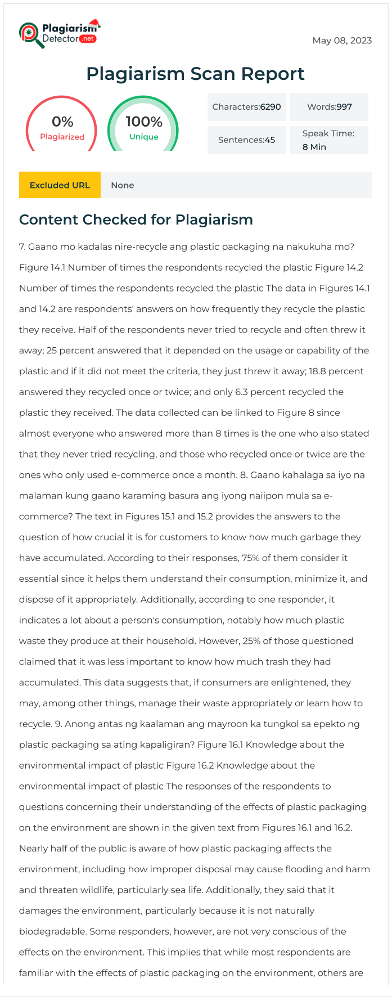 Plagiarism
Detector .net
May 08, 2023
Plagiarism Scan Report
0%
Plagiarized
100%
Unique
Characters:6290
Words:997
Sentences:45
Speak Time:
8 Min
Excluded URL
None
Content Checked for Plagiarism
7. Gaano mo kadalas nire-recycle ang plastic packaging na nakukuha mo?
Figure 14.1 Number of times the respondents recycled the plastic Figure 14.2
Number of times the respondents recycled the plastic The data in Figures 14.1
and 14.2 are respondents' answers on how frequently they recycle the plastic
they receive. Half of the respondents never tried to recycle and often threw it
away; 25 percent answered that it depended on the usage or capability of the
plastic and if it did not meet the criteria, they just threw it away; 18.8 percent
answered they recycled once or twice; and only 6.3 percent recycled the
plastic they received. The data collected can be linked to Figure 8 since
almost everyone who answered more than 8 times is the one who also stated
that they never tried recycling, and those who recycled once or twice are the
ones who only used e-commerce once a month. 8. Gaano kahalaga sa iyo na
malaman kung gaano karaming basura ang iyong naiipon mula sa e-
commerce? The text in Figures 15.1 and 15.2 provides the answers to the
question of how crucial it is for customers to know how much garbage they
have accumulated. According to their responses, 75% of them consider it
essential since it helps them understand their consumption, minimize it, and
dispose of it appropriately. Additionally, according to one responder, it
indicates a lot about a person's consumption, notably how much plastic
waste they produce at their household. However, 25% of those questioned
claimed that it was less important to know how much trash they had
accumulated. This data suggests that, if consumers are enlightened, they
may, among other things, manage their waste appropriately or learn how to
recycle. 9. Anong antas ng kaalaman ang mayroon ka tungkol sa epekto ng
plastic packaging sa ating kapaligiran? Figure 16.1 Knowledge about the
environmental impact of plastic Figure 16.2 Knowledge about the
environmental impact of plastic The responses of the respondents to
questions concerning their understanding of the effects of plastic packaging
on the environment are shown in the given text from Figures 16.1 and 16.2.
Nearly half of the public is aware of how plastic packaging affects the
environment, including how improper disposal may cause flooding and harm
and threaten wildlife, particularly sea life. Additionally, they said that it
damages the environment, particularly because it is not naturally
biodegradable. Some responders, however, are not very conscious of the
effects on the environment. This implies that while most respondents are
familiar with the effects of plastic packaging on the environment, others are